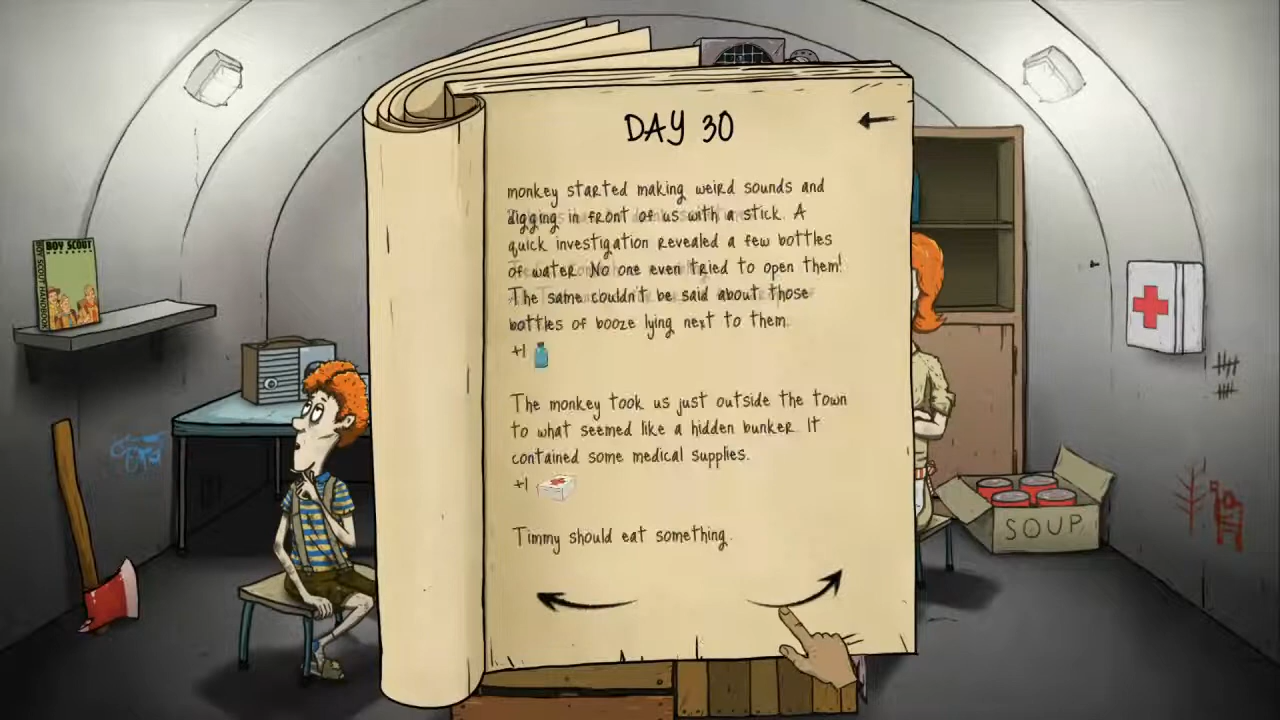 DAY 30
monkey started making weird sounds and
digging in front of us with a stick. A
quick investigation revealed a few bottles
of water. No one even tried to open them!
The same couldn't be said about those
bottles of booze lying next to them.
+1
The monkey took us just outside the town
to what seemed like a hidden bunker. It
contained some medical supplies.
+1
Timmy should eat something.
BOY SCOUT
BOY SCOUT HANDBOOK
SOUP